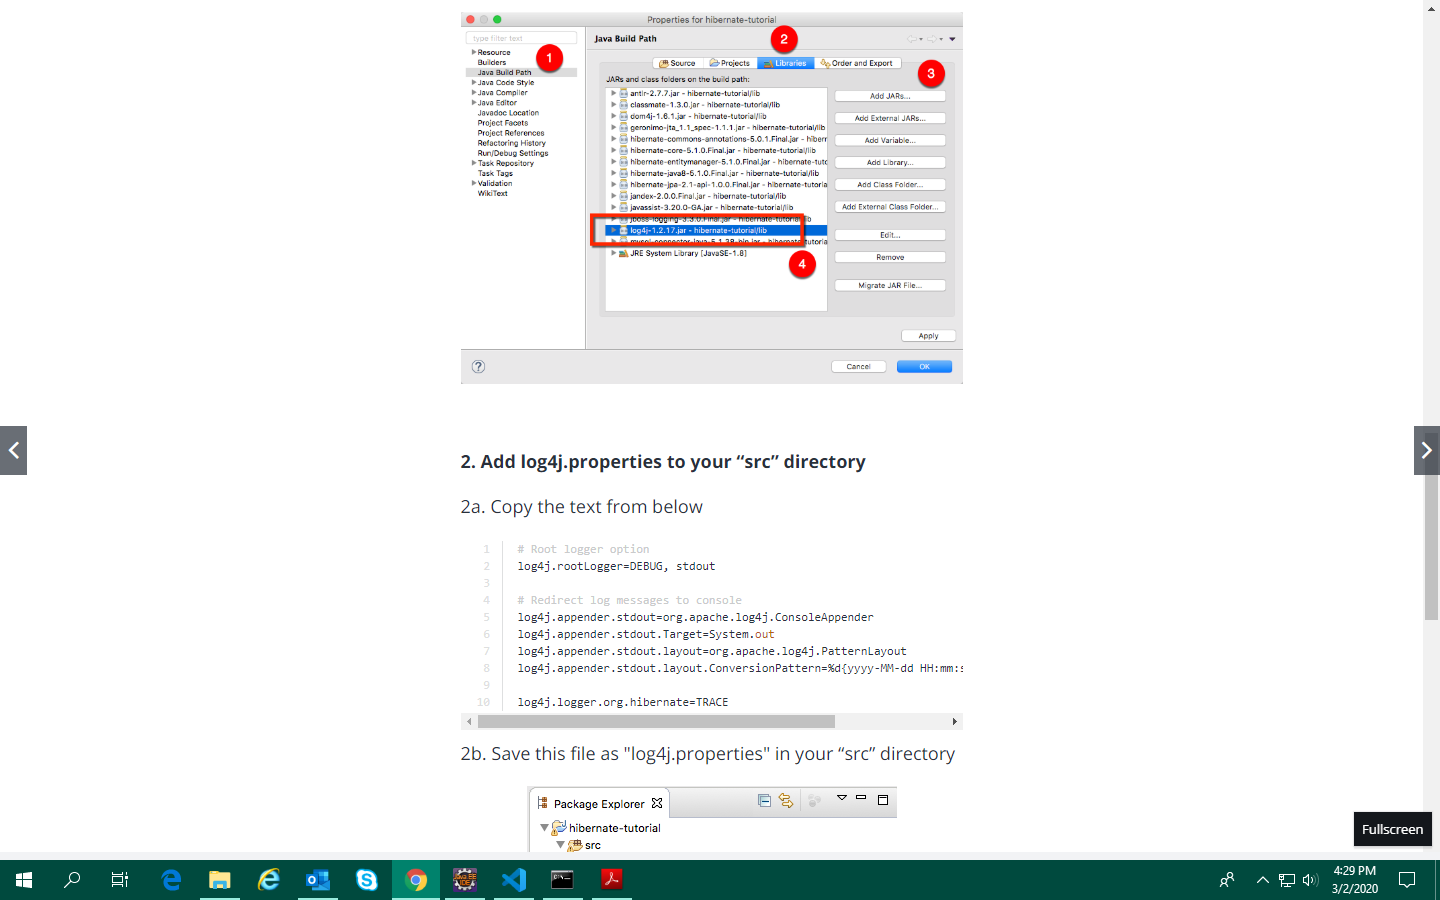 Properties for hibernate-tutorial
type filter text
Resource
Builders
Java Build Path
Java Code Style
Java Compiler
Java Editor
Javadoc Location
Project Facets
Project References
Refactoring History
Run/Debug Settings
Task Repository
Task Tags
Validation
WikiText
1
Java Build Path
2
Source
Projects
Libraries
Order and Export
3
JARs and class folders on the build path:
antlr-2.7.7.jar - hibernate-tutorial/lib
classmate-1.3.0.jar - hibernate-tutorial/lib
dom4j-1.6.1.jar - hibernate-tutorial/lib
geronimo-jta_1.1_spec-1.1.1.jar - hibernate-tutorial/lib
hibernate-commons-annotations-5.0.1.Final.jar - hiberr
hibernate-core-5.1.0.Final.jar - hibernate-tutorial/lib
hibernate-entitymanager-5.1.0.Final.jar - hibernate-tuto
hibernate-java8-5.1.0.Final.jar - hibernate-tutorial/lib
hibernate-jpa-2.1-api-1.0.0.Final.jar - hibernate-tutoria
jandex-2.0.0.Final.jar - hibernate-tutorial/lib
javassist-3.20.0-GA.jar - hibernate-tutorial/lib
jboss-logging-3.3.0.Final.jar - hibernate-tutorial/lib
log4j-1.2.17.jar - hibernate-tutorial/lib
mysql-connector-java-5.1.38-bin.jar - hibernate-tutoria
JRE System Library [JavaSE-1.8]
4
Add JARs...
Add External JARs...
Add Variable...
Add Library...
Add Class Folder...
Add External Class Folder...
Edit...
Remove
Migrate JAR File...
Apply
?
Cancel
OK
2. Add log4j.properties to your “src” directory
2a. Copy the text from below
1 # Root logger option
2 log4j.rootLogger=DEBUG, stdout
3
4 # Redirect log messages to console
5 log4j.appender.stdout=org.apache.log4j.ConsoleAppender
6 log4j.appender.stdout.Target=System.out
7 log4j.appender.stdout.layout=org.apache.log4j.PatternLayout
8 log4j.appender.stdout.layout.ConversionPattern=%d{yyyy-MM-dd HH:mm:s
9
10 log4j.logger.org.hibernate=TRACE
2b. Save this file as "log4j.properties" in your “src” directory
Package Explorer
hibernate-tutorial
src
Fullscreen
4:29 PM
3/2/2020